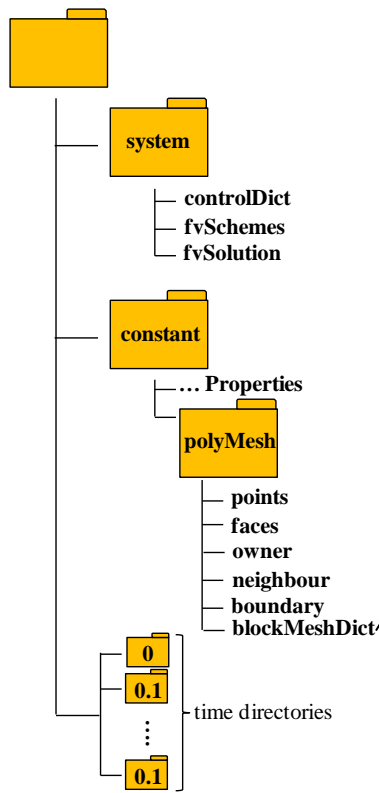 system
controlDict
fvSchemes
fvSolution
constant
... Properties
polyMesh
points
faces
owner
neighbour
boundary
blockMeshDict^
0
0.1
time directories
....
0.1